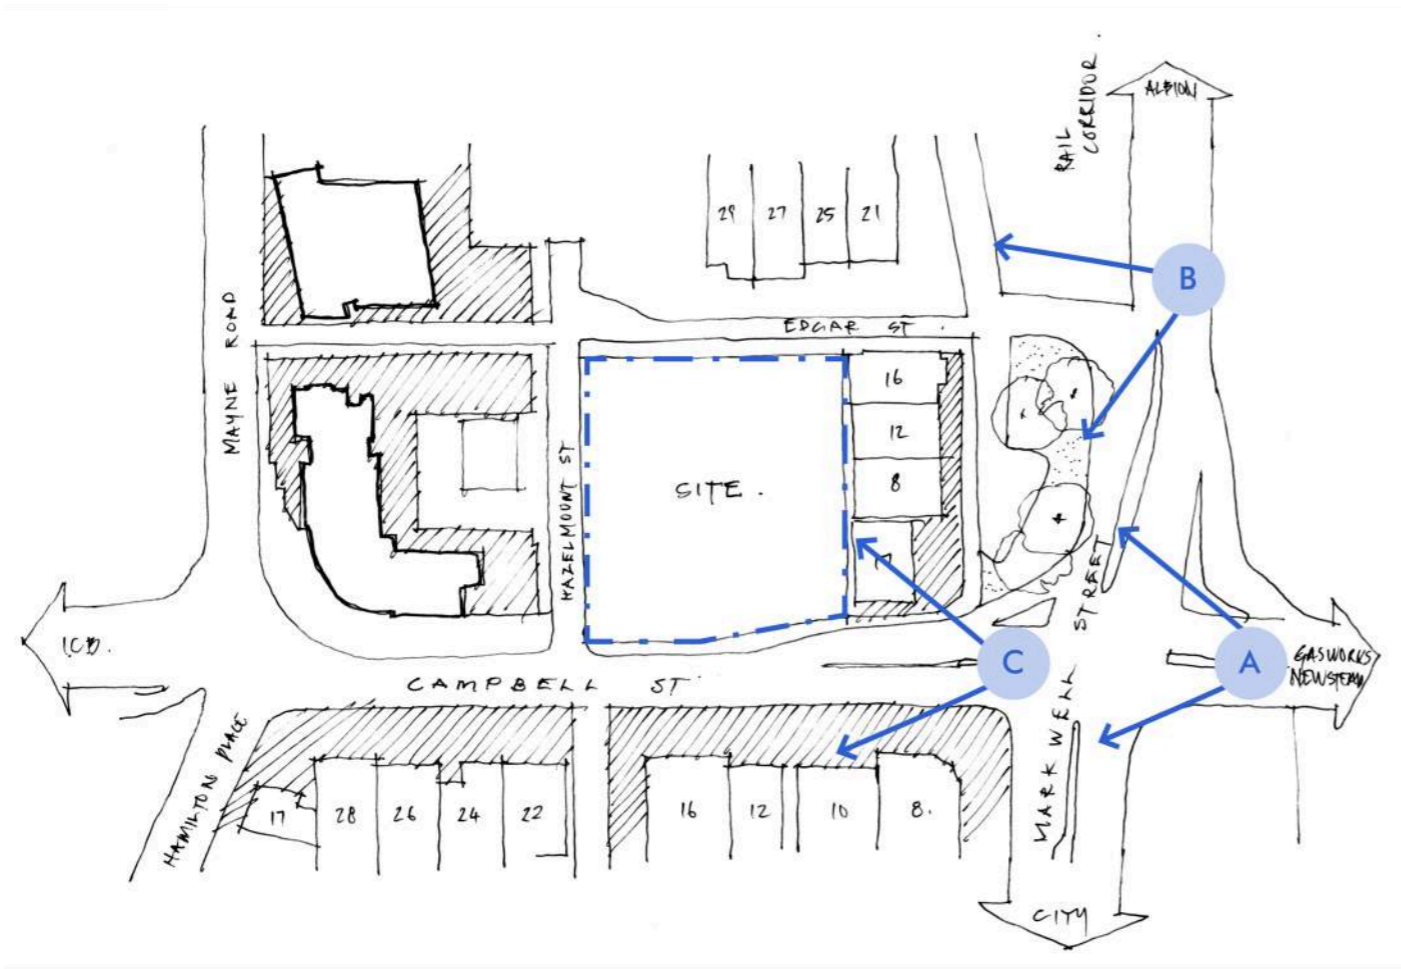 RAIL
CORRIDOR.
ALBION
29
27
25
21
B
MAYNE ROAD
EDGAR ST.
16
12
8
SITE.
HAZELMOUNT ST
C
A
I.C.B.
GASWORKS
NEWSTEAD
CAMPBELL ST
MARKWELL STREET
HAMILTON PLACE
17
28
26
24
22
16
12
10
8.
CITY